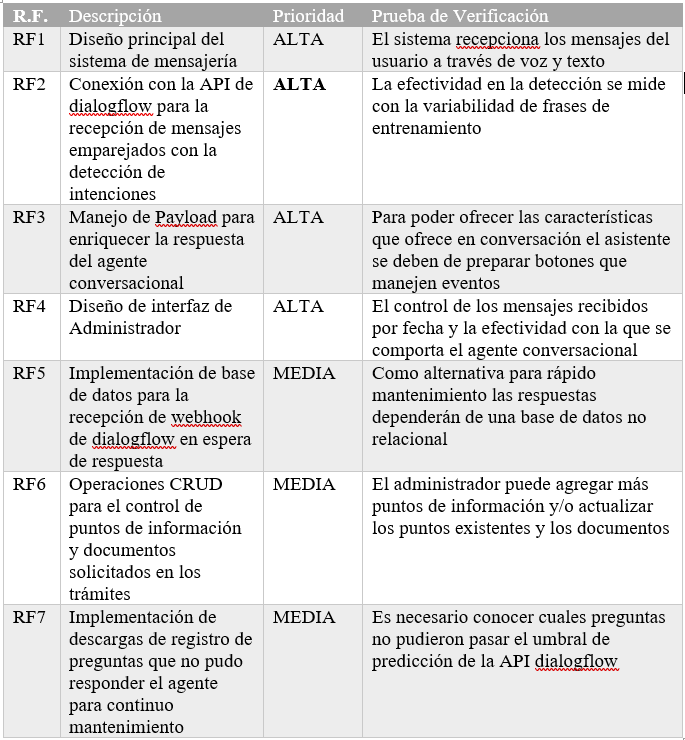 R.F. Descripción Prioridad Prueba de Verificación
RF1 Diseño principal del ALTA El sistema recepciona los mensajes del
sistema de mensajería usuario a través de voz y texto
RF2 Conexión con la API de ALTA La efectividad en la detección se mide
dialogflow para la con la variabilidad de frases de
recepción de mensajes entrenamiento
emparejados con la
detección de
intenciones
RF3 Manejo de Payload para ALTA Para poder ofrecer las características
enriquecer la respuesta que ofrece en conversación el asistente
del agente se deben de preparar botones que
conversacional manejen eventos
RF4 Diseño de interfaz de ALTA El control de los mensajes recibidos
Administrador por fecha y la efectividad con la que se
comporta el agente conversacional
RF5 Implementación de base MEDIA Como alternativa para rápido
de datos para la mantenimiento las respuestas
recepción de webhook dependerán de una base de datos no
de dialogflow en espera relacional
de respuesta
RF6 Operaciones CRUD MEDIA El administrador puede agregar más
para el control de puntos de información y/o actualizar
puntos de información los puntos existentes y los documentos
y documentos
solicitados en los
trámites
RF7 Implementación de MEDIA Es necesario conocer cuales preguntas
descargas de registro de no pudieron pasar el umbral de
preguntas que no pudo predicción de la API dialogflow
responder el agente
para continuo
mantenimiento